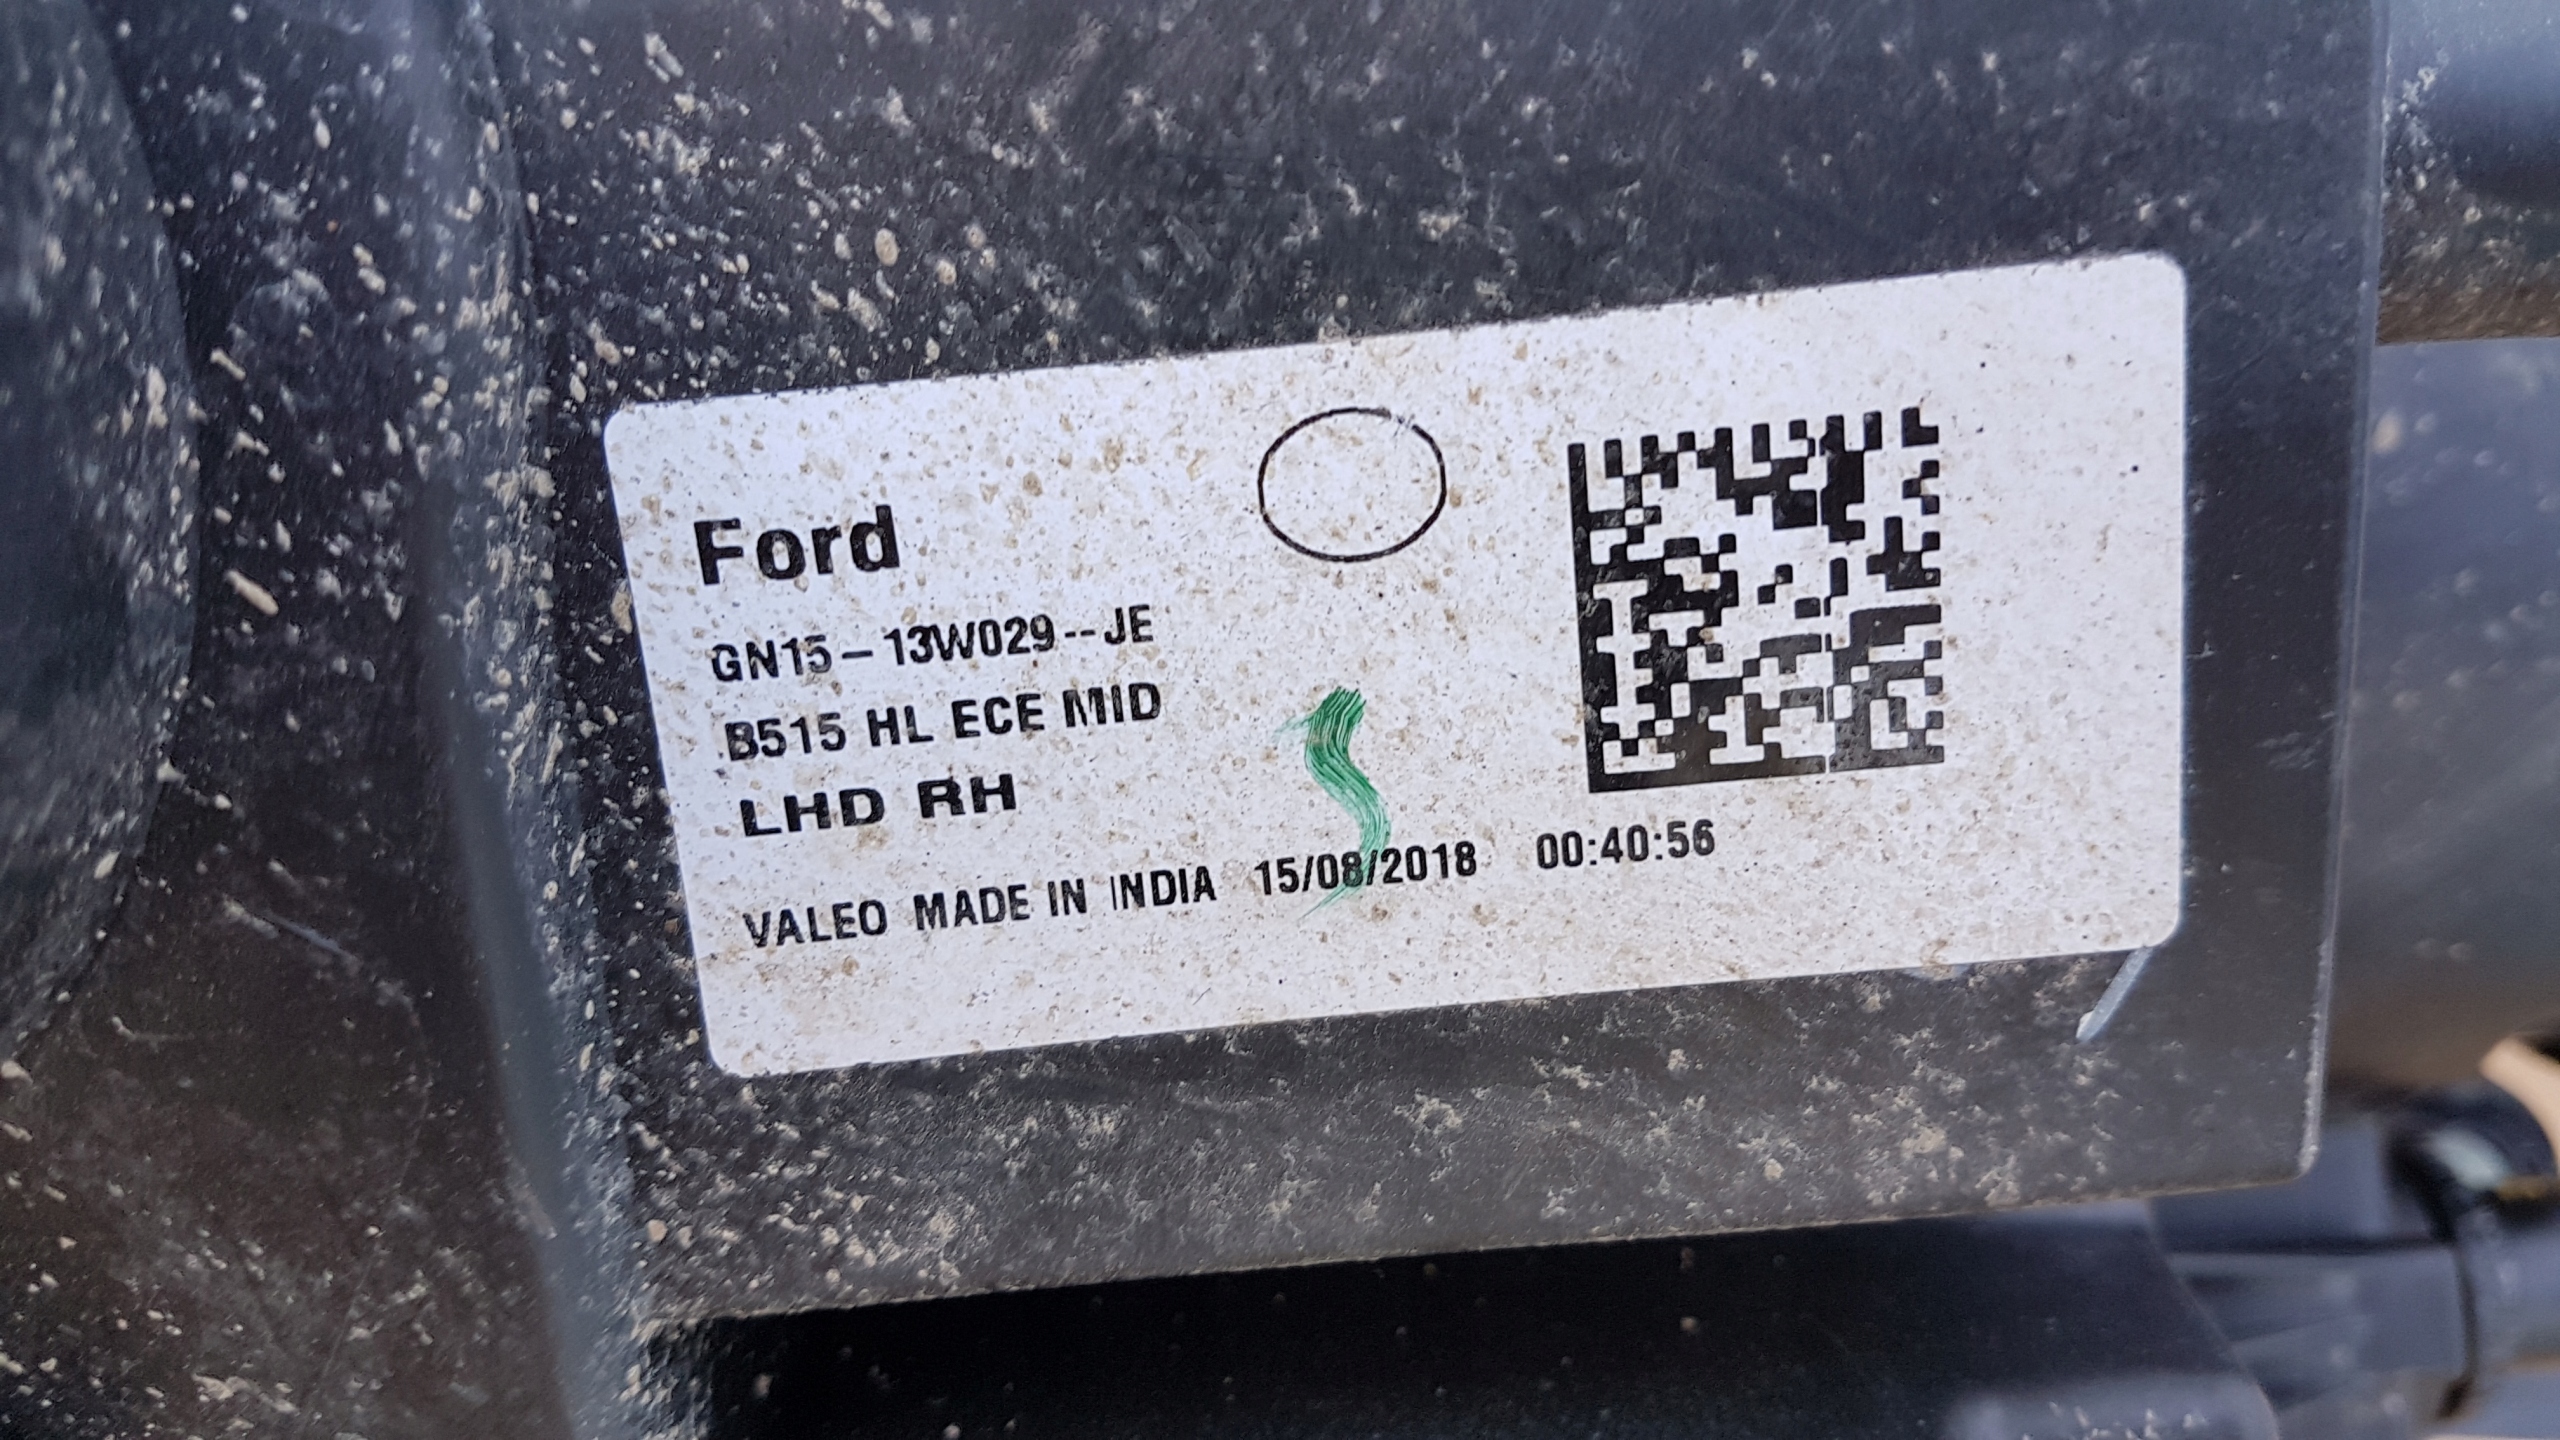 Ford
GN15-13W029--JE
B515 HL ECE MID
LHD RH
VALEO MADE IN INDIA 15/08/2018 00:40:56